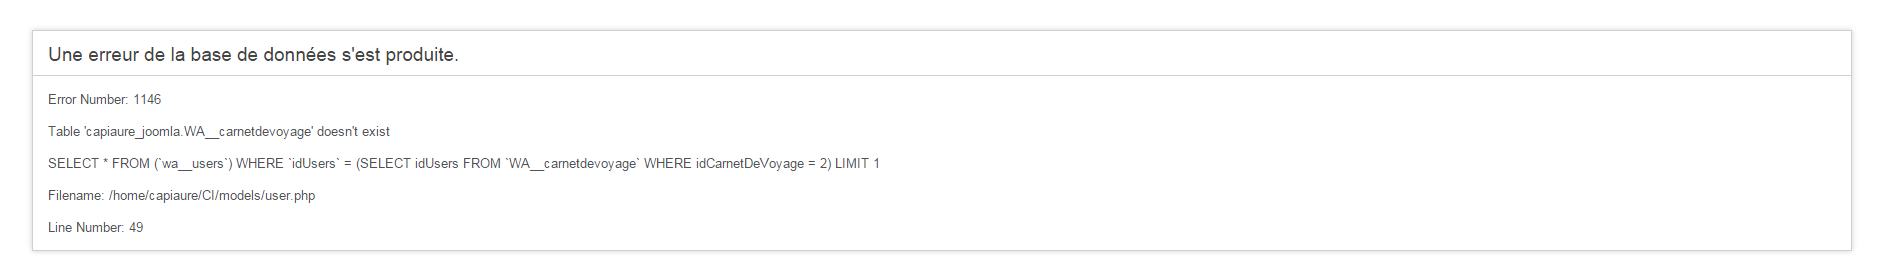 Une erreur de la base de données s'est produite.
Error Number: 1146
Table 'capiaure_joomla.WA__carnetdevoyage' doesn't exist
SELECT * FROM (`wa__users`) WHERE `idUsers` = (SELECT idUsers FROM `WA__carnetdevoyage` WHERE idCarnetDeVoyage = 2) LIMIT 1
Filename: /home/capiaure/CI/models/user.php
Line Number: 49